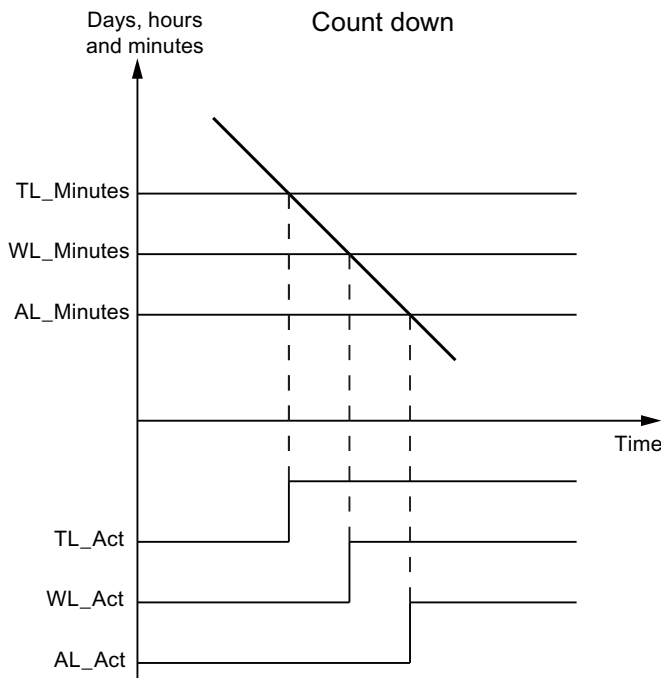 Days, hours
and minutes
Count down
TL_Minutes
WL_Minutes
AL_Minutes
Time
TL_Act
WL_Act
AL_Act